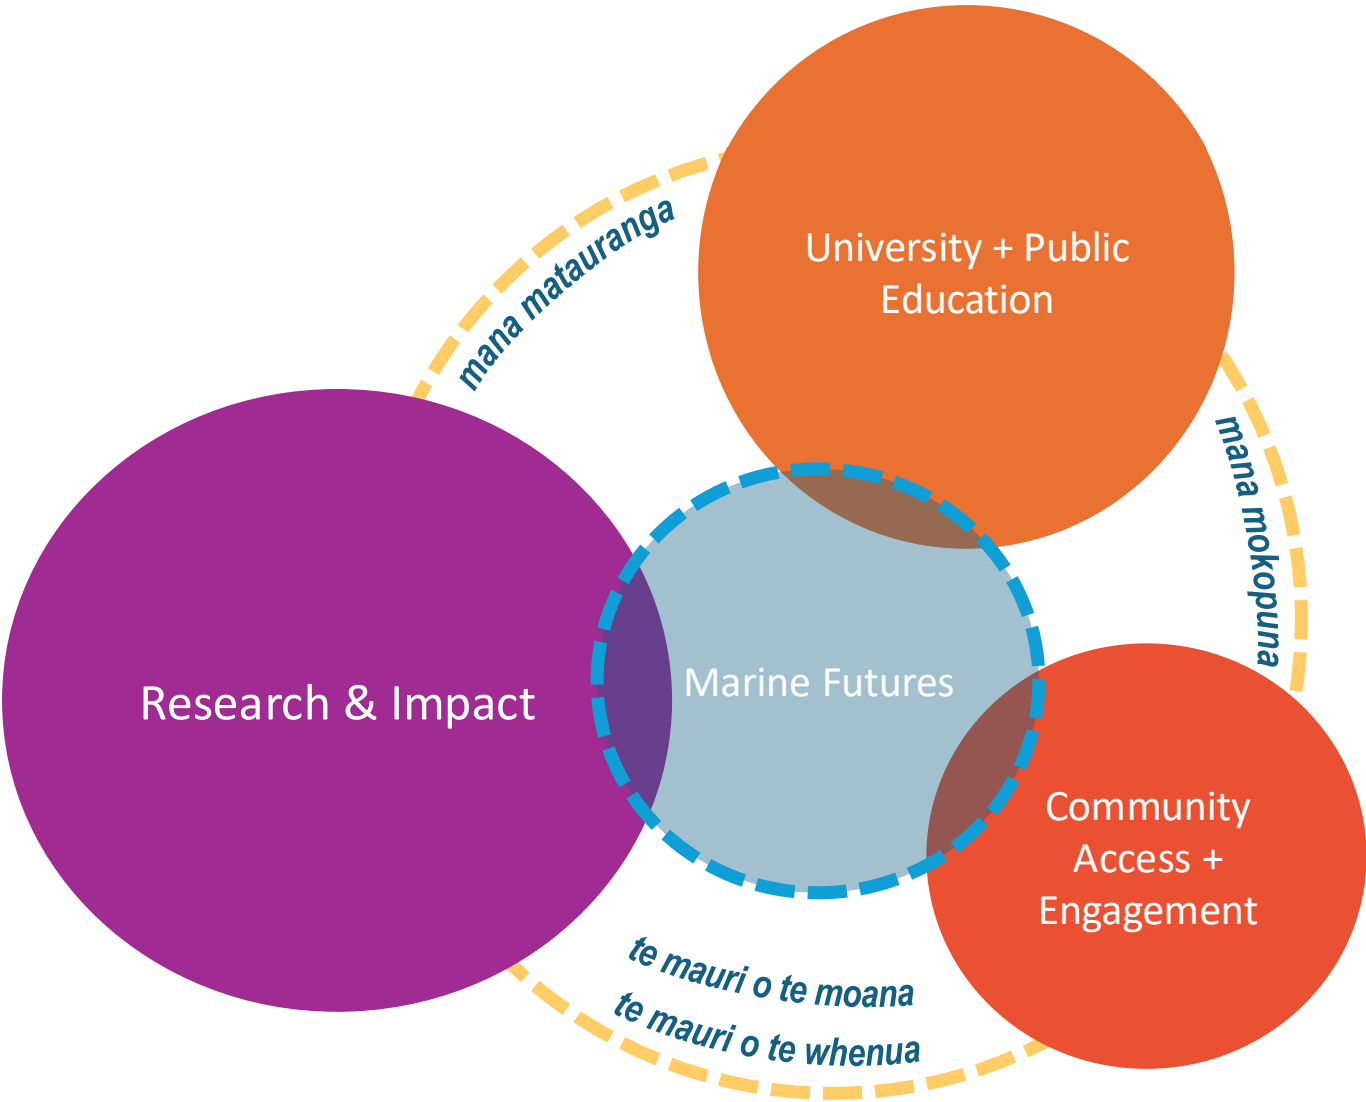 University + Public
Education
mana matauranga
mana mokopuna
Research & Impact
Marine Futures
Community
Access +
Engagement
te mauri o te moana
te mauri o te whenua